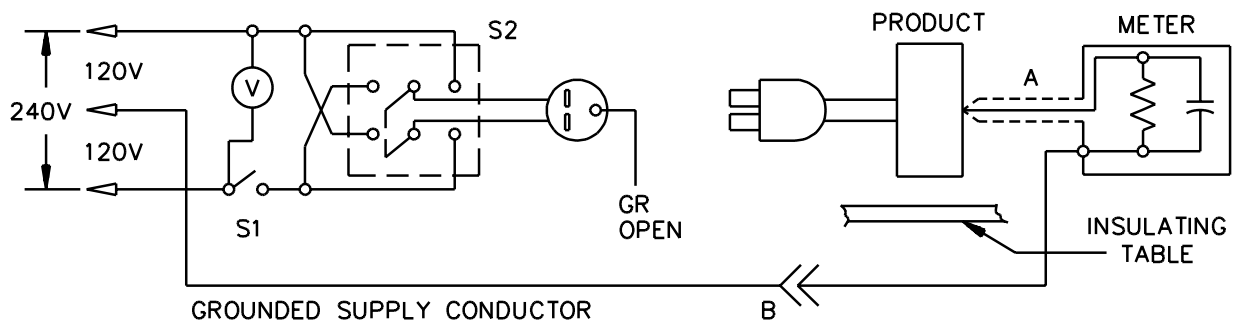 S2
PRODUCT
METER
120V
V
A
240V
120V
S1
GR
OPEN
INSULATING
TABLE
GROUNDED SUPPLY CONDUCTOR
B